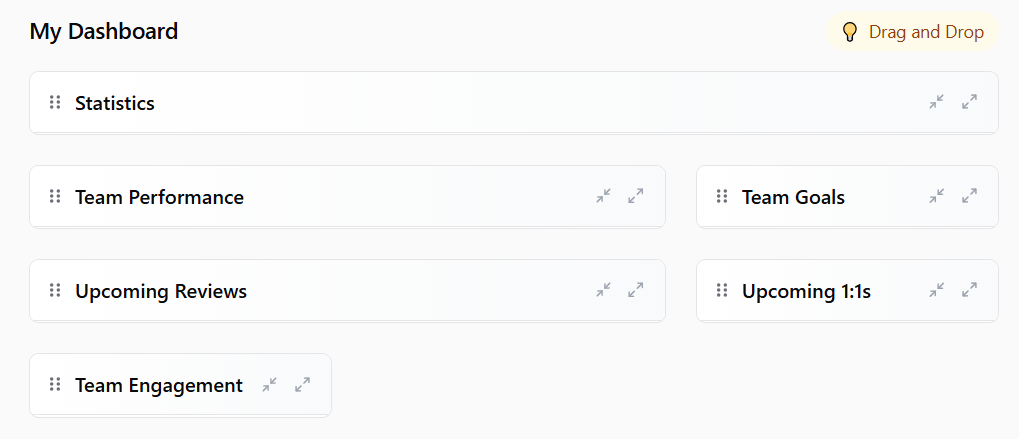 My Dashboard
Drag and Drop
Statistics
Team Performance
Team Goals
Upcoming Reviews
Upcoming 1:1s
Team Engagement